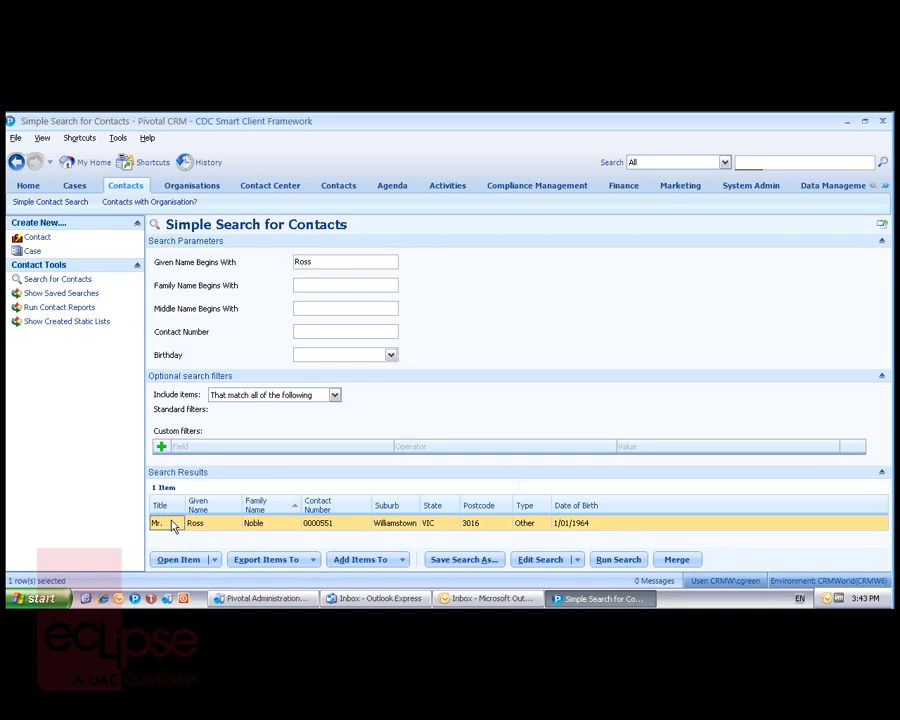 Simple Search for Contacts - Pivotal CRM - CDC Smart Client Framework
File View Shortcuts Tools Help
My Home Shortcuts History Search All
Home Cases Contacts Organisations Contact Center Contacts Agenda Activities Compliance Management Finance Marketing System Admin Data Manageme
Simple Contact Search Contacts with Organisation?
Create New....
Contact
Case
Contact Tools
Search for Contacts
Show Saved Searches
Run Contact Reports
Show Created Static Lists
Simple Search for Contacts
Search Parameters
Given Name Begins With Ross
Family Name Begins With
Middle Name Begins With
Contact Number
Birthday
Optional search filters
Include items: That match all of the following
Standard filters:
Custom filters:
Field Operator Value
Search Results
1 Item
Title Given Name Family Name Contact Number Suburb State Postcode Type Date of Birth
Mr. Ross Noble 0000551 Williamstown VIC 3016 Other 1/01/1964
Open Item Export Items To Add Items To Save Search As... Edit Search Run Search Merge
1 row(s) selected 0 Messages User: CRMW\cgreen Environment: CRMWorld(CRMW6)
start Pivotal Administration... Inbox - Outlook Express Inbox - Microsoft Out... Simple Search for Co... EN 3:43 PM
eclipse
A UXC COMPANY